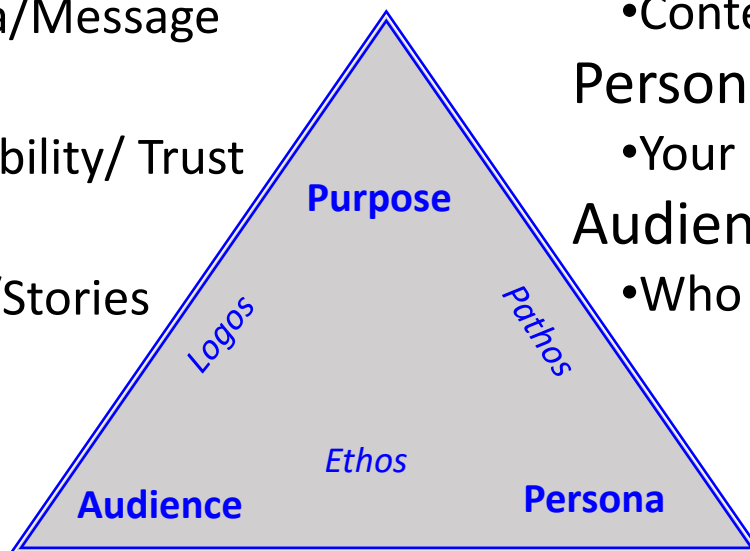 a/Message
bility/ Trust
/Stories
Purpose
Logos
Pathos
Ethos
Audience
Persona
•Conte
Person
•Your
Audien
•Who